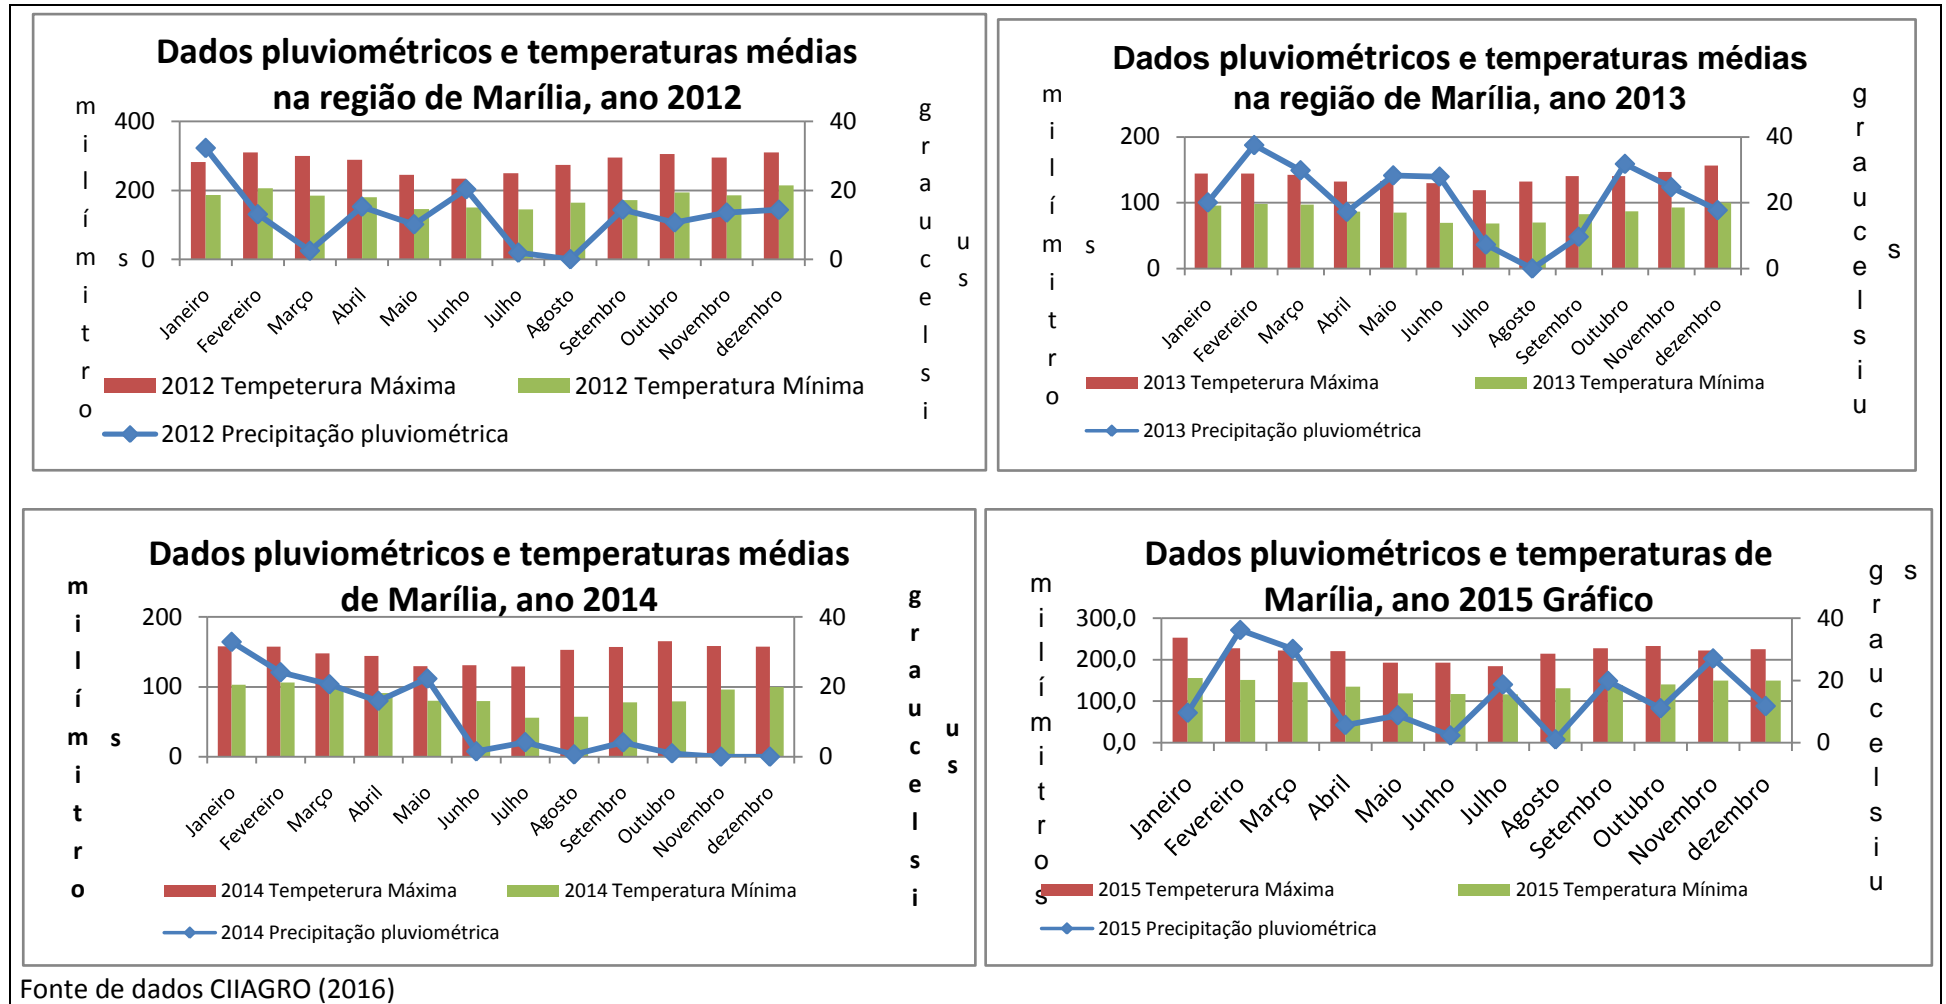 Dados pluviométricos e temperaturas médias
na região de Marília, ano 2012
milímitros
400
200
0
40
20
0
graucelsius
Janeiro
Fevereiro
Março
Abril
Maio
Junho
Julho
Agosto
Setembro
Outubro
Novembro
dezembro
2012 Tempeterura Máxima
2012 Temperatura Mínima
2012 Precipitação pluviométrica
Dados pluviométricos e temperaturas médias
na região de Marília, ano 2013
milímitros
200
100
0
40
20
0
graucelsius
Janeiro
Fevereiro
Março
Abril
Maio
Junho
Julho
Agosto
Setembro
Outubro
Novembro
dezembro
2013 Tempeterura Máxima
2013 Temperatura Mínima
2013 Precipitação pluviométrica
Dados pluviométricos e temperaturas médias
de Marília, ano 2014
milímitros
200
100
0
40
20
0
graucelsius
Janeiro
Fevereiro
Março
Abril
Maio
Junho
Julho
Agosto
Setembro
Outubro
Novembro
dezembro
2014 Tempeterura Máxima
2014 Temperatura Mínima
2014 Precipitação pluviométrica
Dados pluviométricos e temperaturas de
Marília, ano 2015 Gráfico
milímitros
300,0
200,0
100,0
0,0
40
20
0
graucelsius
Janeiro
Fevereiro
Março
Abril
Maio
Junho
Julho
Agosto
Setembro
Outubro
Novembro
dezembro
2015 Tempeterura Máxima
2015 Temperatura Mínima
2015 Precipitação pluviométrica
Fonte de dados CIIAGRO (2016)